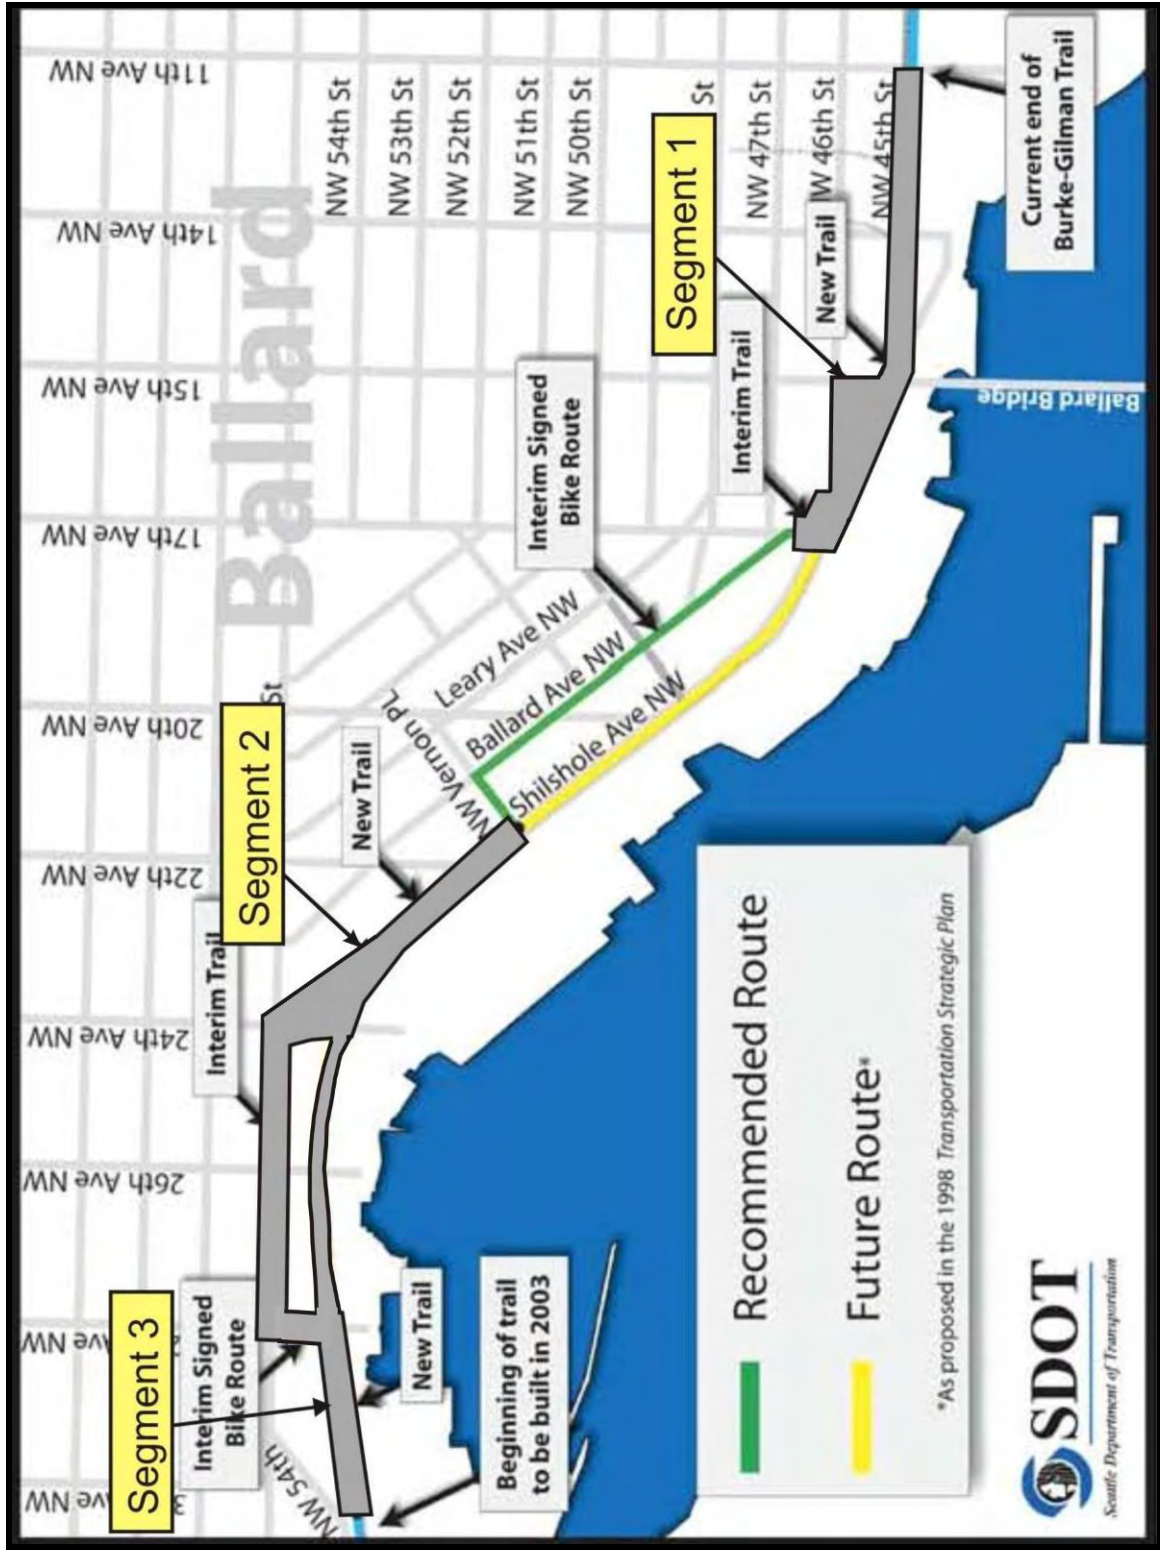 Ballard
Segment 1
Segment 2
Segment 3
11th Ave NW
14th Ave NW
15th Ave NW
17th Ave NW
20th Ave NW
22th Ave NW
24th Ave NW
26th Ave NW
Ave NW
3
NW 54th St
NW 53th St
NW 52th St
NW 51th St
NW 50th St
St
NW 47th St
W 46th St
NW 45th St
St
NW 54th
Leary Ave NW
Ballard Ave NW
Shilshole Ave NW
NW Vernon PL
Ballard Bridge
Current end of
Burke-Gilman Trail
New Trail
Interim Trail
Interim Signed
Bike Route
New Trail
Interim Trail
Interim Signed
Bike Route
New Trail
Beginning of trail
to be built in 2003
Recommended Route
Future Route*
*As proposed in the 1998 Transportation Strategic Plan
SDOT
Seattle Department of Transportation